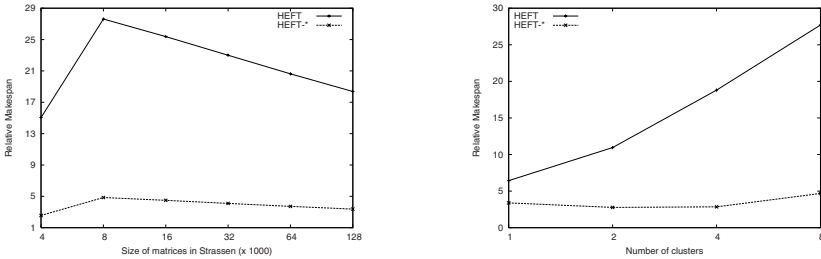 29
25
21
17
13
9
5
1
Relative Makespan
HEFT
HEFT-*
4 8 16 32 64 128
Size of matrices in Strassen (x 1000)
30
25
20
15
10
5
0
Relative Makespan
HEFT
HEFT-*
1 2 4 8
Number of clusters